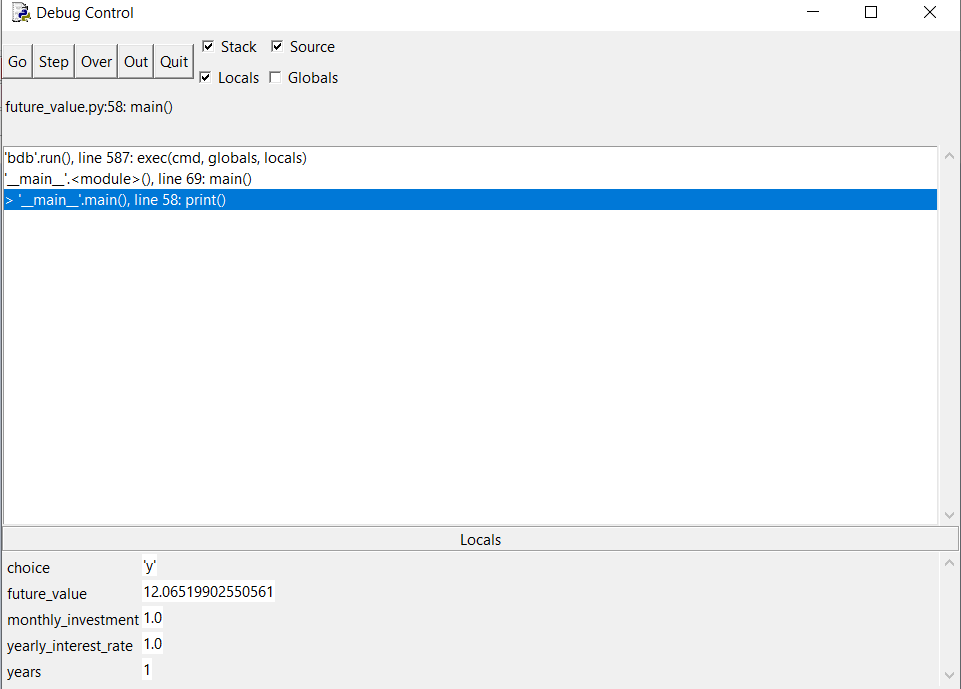 Debug Control
Go Step Over Out Quit
Stack Source
Locals Globals
future_value.py:58: main()
'bdb'.run(), line 587: exec(cmd, globals, locals)
'__main__'.<module>(), line 69: main()
> '__main__'.main(), line 58: print()
Locals
choice 'y'
future_value 12.06519902550561
monthly_investment 1.0
yearly_interest_rate 1.0
years 1